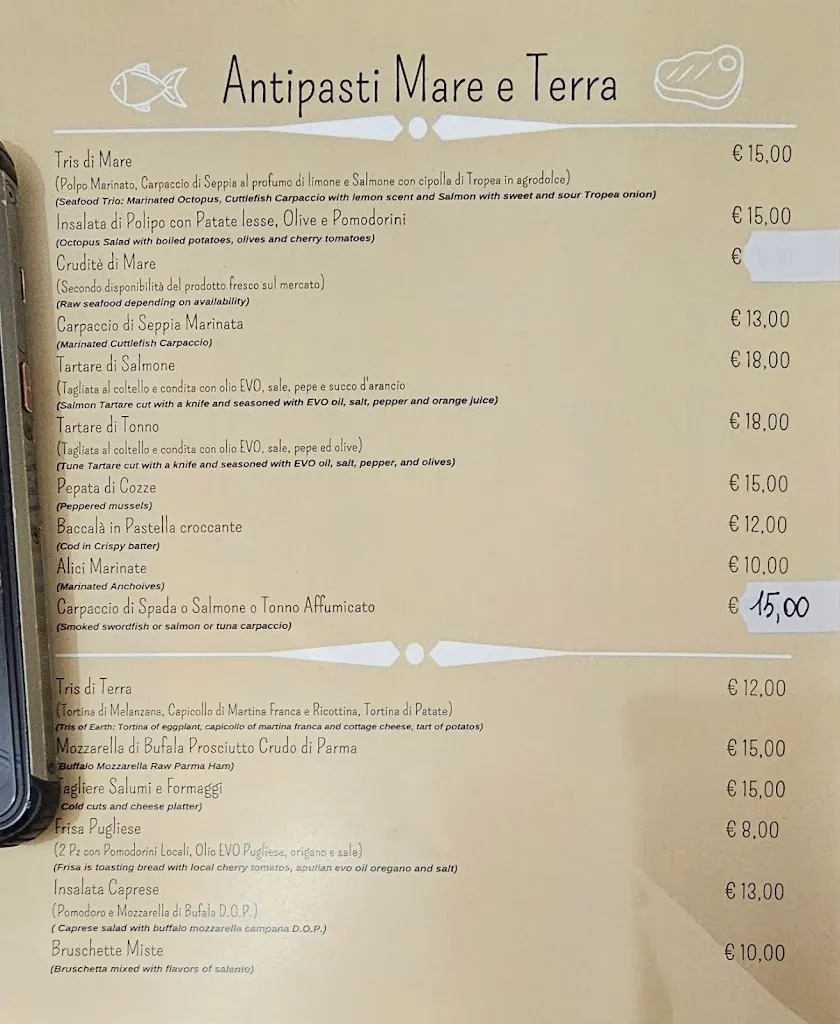 Antipasti Mare e Terra
Tris di Mare € 15,00
(Polpo Marinato, Carpaccio di Seppia al profumo di limone e Salmone con cipolla di Tropea in agrodolce)
(Seafood Trio: Marinated Octopus, Cuttlefish Carpaccio with lemon scent and Salmon with sweet and sour Tropea onion)
Insalata di Polipo con Patate lesse, Olive e Pomodorini € 15,00
(Octopus Salad with boiled potatoes, olives and cherry tomatoes)
Cruditè di Mare €
(Secondo disponibilità del prodotto fresco sul mercato)
(Raw seafood depending on availability)
Carpaccio di Seppia Marinata € 13,00
(Marinated Cuttlefish Carpaccio)
Tartare di Salmone € 18,00
(Tagliata al coltello e condita con olio EVO, sale, pepe e succo d'arancio
(Salmon Tartare cut with a knife and seasoned with EVO oil, salt, pepper and orange juice)
Tartare di Tonno € 18,00
(Tagliata al coltello e condita con olio EVO, sale, pepe ed olive)
(Tune Tartare cut with a knife and seasoned with EVO oil, salt, pepper, and olives)
Pepata di Cozze € 15,00
(Peppered mussels)
Baccalà in Pastella croccante € 12,00
(Cod in Crispy batter)
Alici Marinate € 10,00
(Marinated Anchoives)
Carpaccio di Spada o Salmone o Tonno Affumicato € 15,00
(Smoked swordfish or salmon or tuna carpaccio)
Tris di Terra € 12,00
(Tortina di Melanzana, Capicollo di Martina Franca e Ricottina, Tortina di Patate)
(Tris of Earth: Tortina of eggplant, capicollo of martina franca and cottage cheese, tart of potatos)
Mozzarella di Bufala Prosciutto Crudo di Parma € 15,00
Buffalo Mozzarella Raw Parma Ham)
Tagliere Salumi e Formaggi € 15,00
Cold cuts and cheese platter)
Frisa Pugliese € 8,00
(2 Pz con Pomodorini Locali, Olio EVO Pugliese, origano e sale)
(Frisa is toasting bread with local cherry tomatos, apulian evo oil oregano and salt)
Insalata Caprese € 13,00
(Pomodoro e Mozzarella di Bufala D.O.P.)
( Caprese salad with buffalo mozzarella campana D.O.P.)
Bruschette Miste € 10,00
(Bruschetta mixed with flavors of salento)